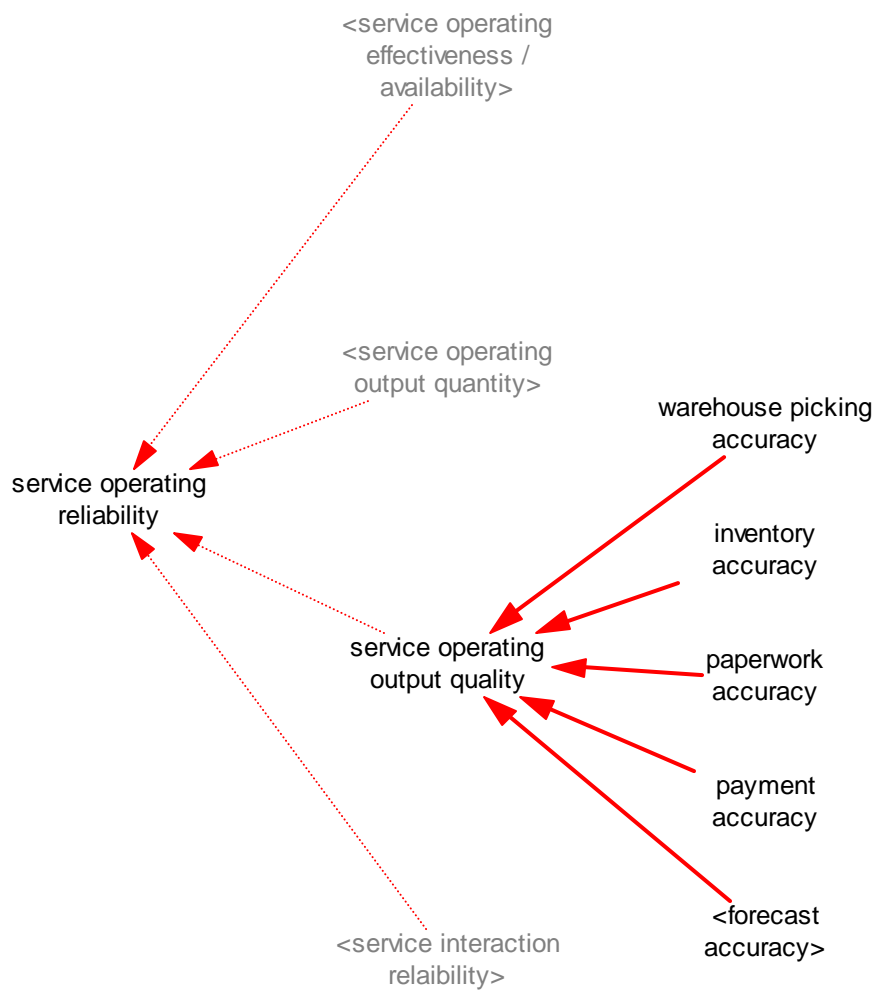 <service operating
effectiveness /
availability>
<service operating
output quantity>
warehouse picking
accuracy
service operating
reliability
inventory
accuracy
service operating
output quality
paperwork
accuracy
payment
accuracy
<forecast
accuracy>
<service interaction
relaibility>